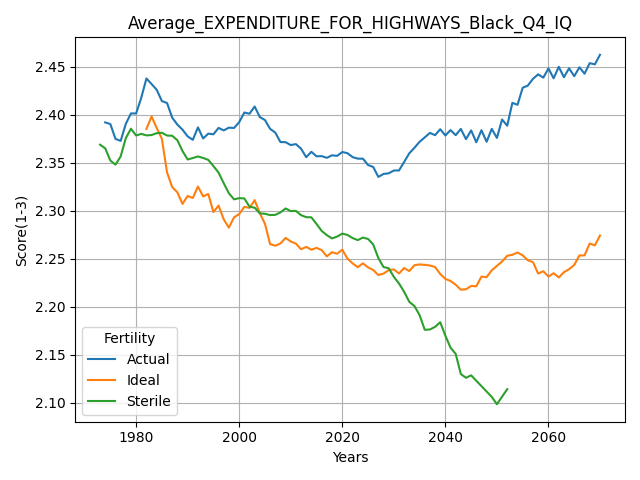 Average_EXPENDITURE_FOR_HIGHWAYS_Black_Q4_IQ
Score(1-3)
2.45
2.40
2.35
2.30
2.25
2.20
2.15
2.10
Fertility
Actual
Ideal
Sterile
1980 2000 2020 2040 2060
Years